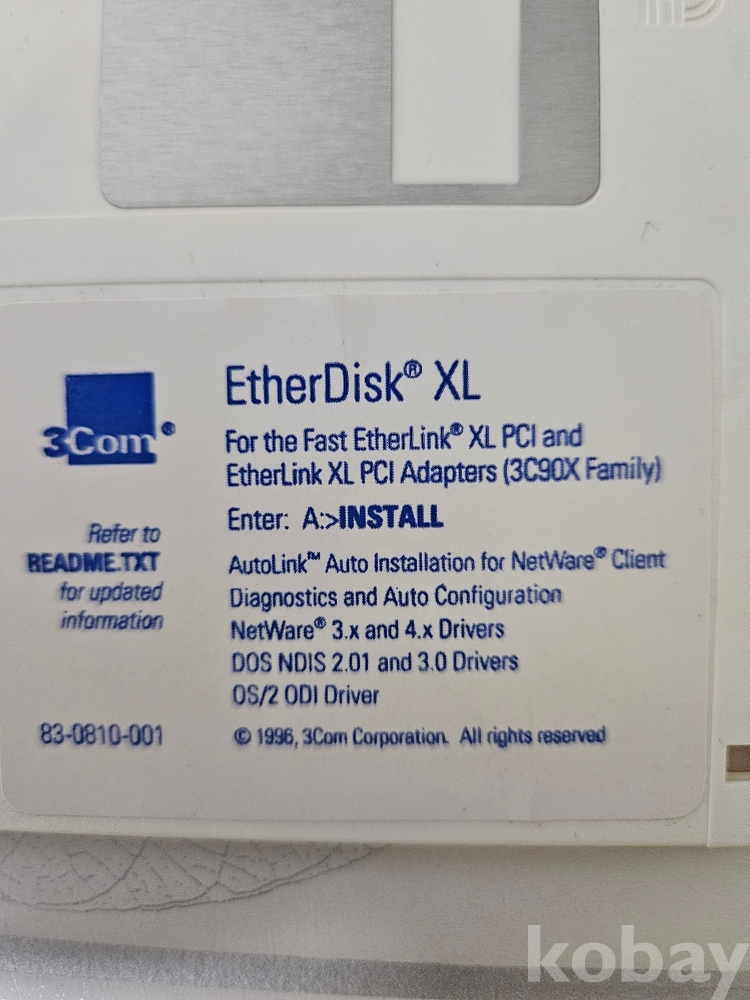 EtherDisk® XL
3Com®
For the Fast EtherLink® XL PCI and
EtherLink XL PCI Adapters (3C90X Family)
Enter: A:>INSTALL
Refer to
README.TXT
for updated
information
AutoLink™ Auto Installation for NetWare® Client
Diagnostics and Auto Configuration
NetWare® 3.x and 4.x Drivers
DOS NDIS 2.01 and 3.0 Drivers
OS/2 ODI Driver
83-0810-001
© 1996, 3Com Corporation. All rights reserved
kobay